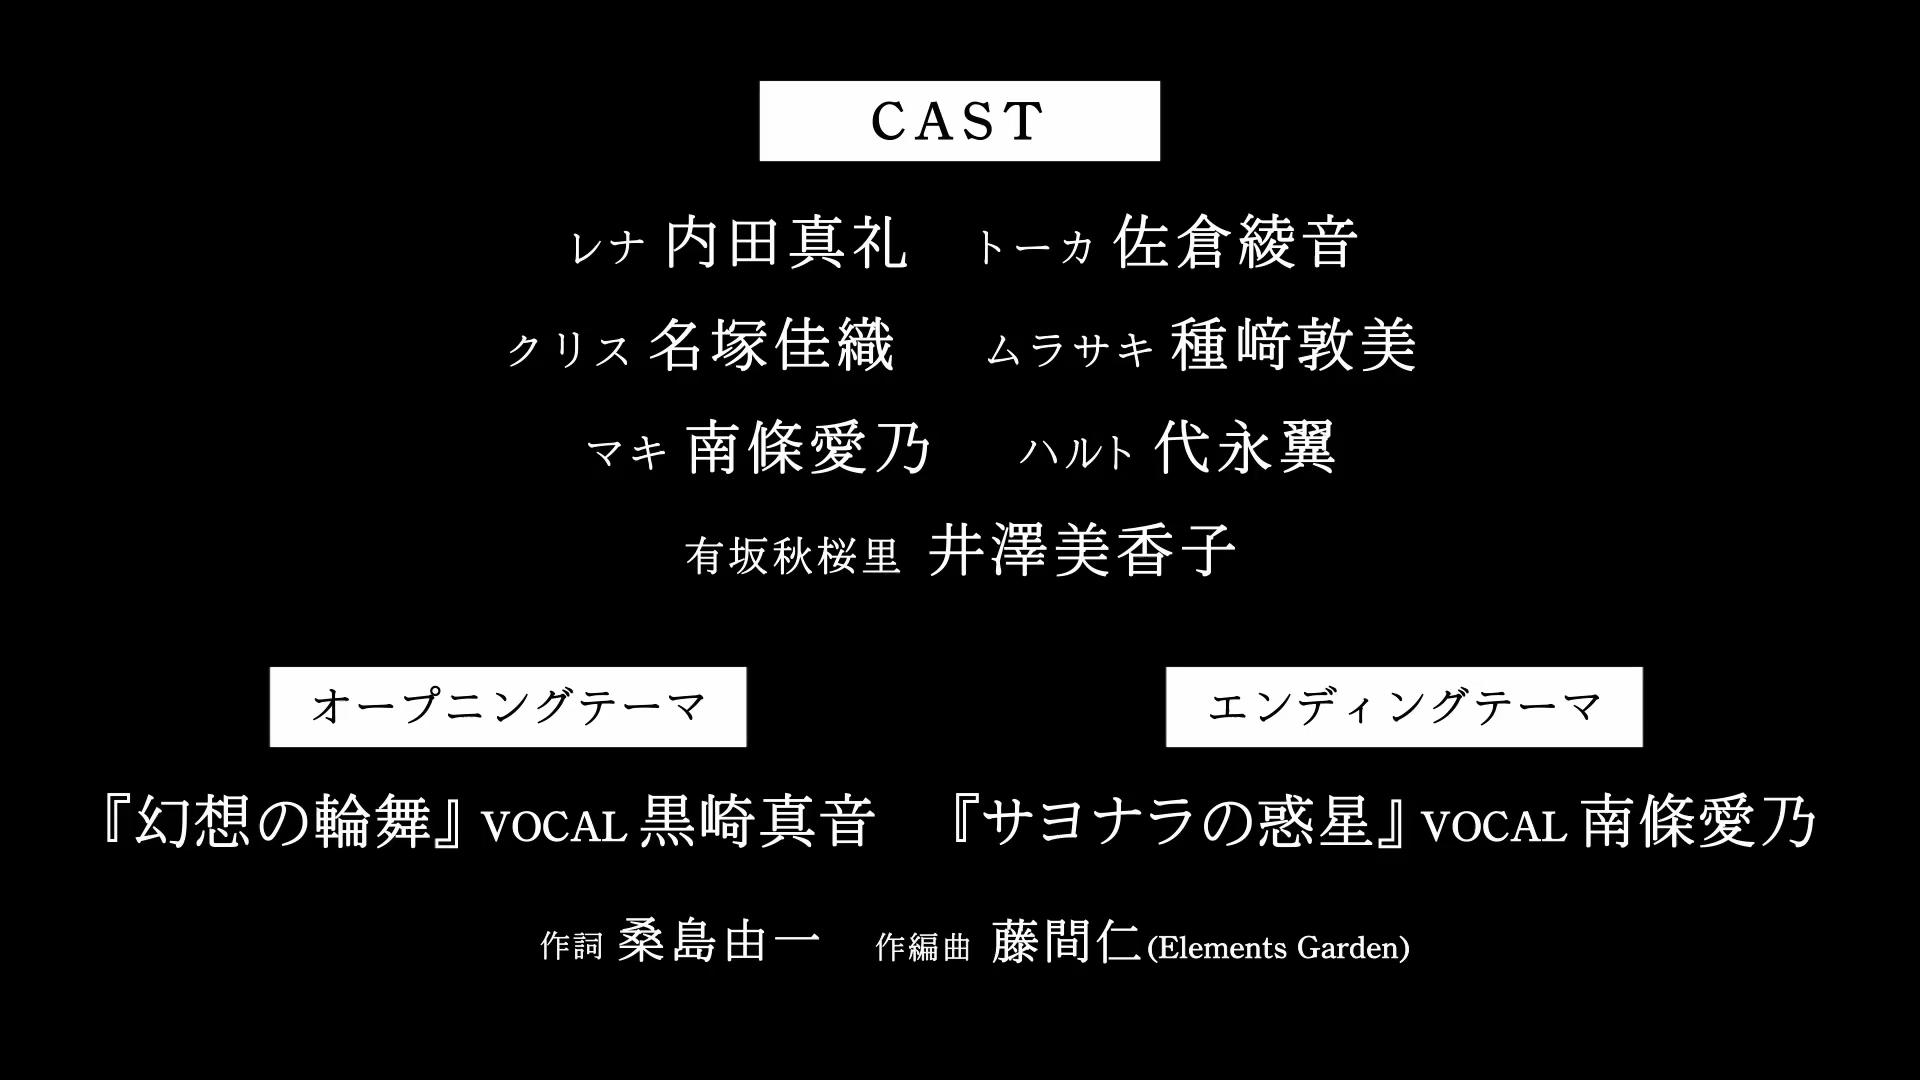 CAST
レナ 内田真礼 トーカ 佐倉綾音
クリス 名塚佳織 ムラサキ 種﨑敦美
マキ 南條愛乃 ハルト 代永翼
有坂秋桜里 井澤美香子
オープニングテーマ エンディングテーマ
『幻想の輪舞』VOCAL 黒崎真音 『サヨナラの惑星』VOCAL 南條愛乃
作詞 桑島由一 作編曲 藤間仁(Elements Garden)